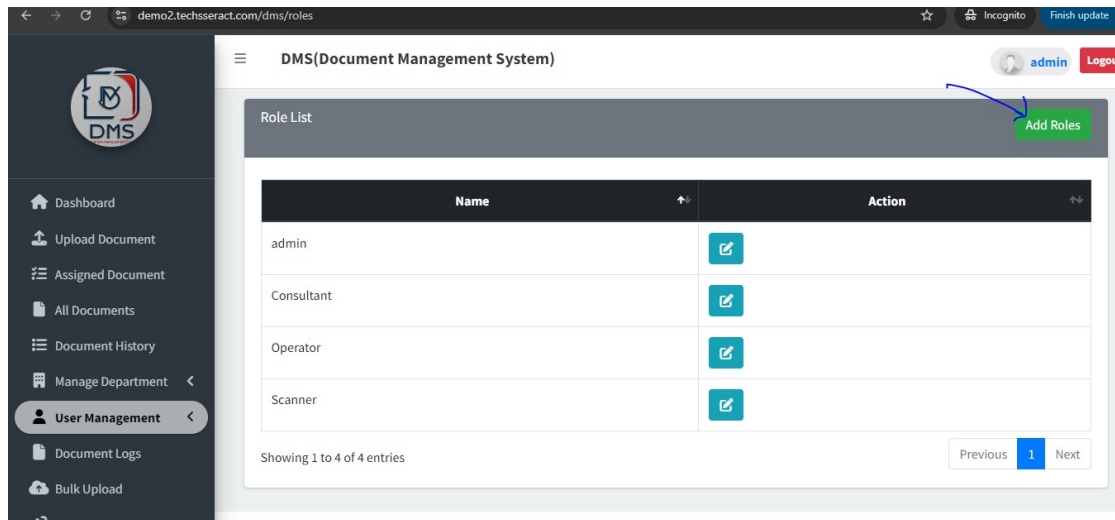 demo2.techsseract.com/dms/roles
Incognito
Finish update
DMS(Document Management System)
admin
Logou
DMS
Role List
Add Roles
Name
Action
Dashboard
Upload Document
admin
Assigned Document
Consultant
All Documents
Document History
Operator
Manage Department
Scanner
User Management
Document Logs
Showing 1 to 4 of 4 entries
Previous 1 Next
Bulk Upload